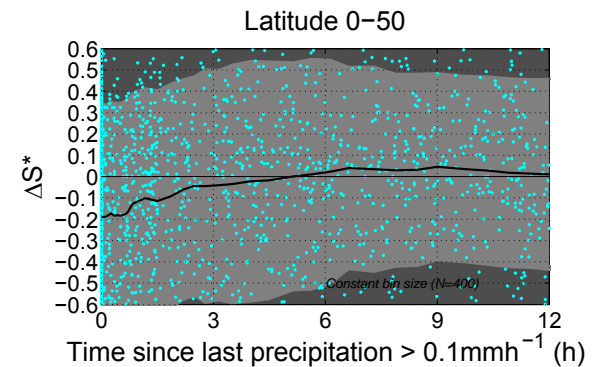 Latitude 0−50
0.6
0.5
0.4
0.3
0.2
0.1
0
−0.1
−0.2
−0.3
−0.4
−0.5
−0.6
ΔS*
Constant bin size (N=400)
0 3 6 9 12
Time since last precipitation > 0.1mmh⁻¹ (h)